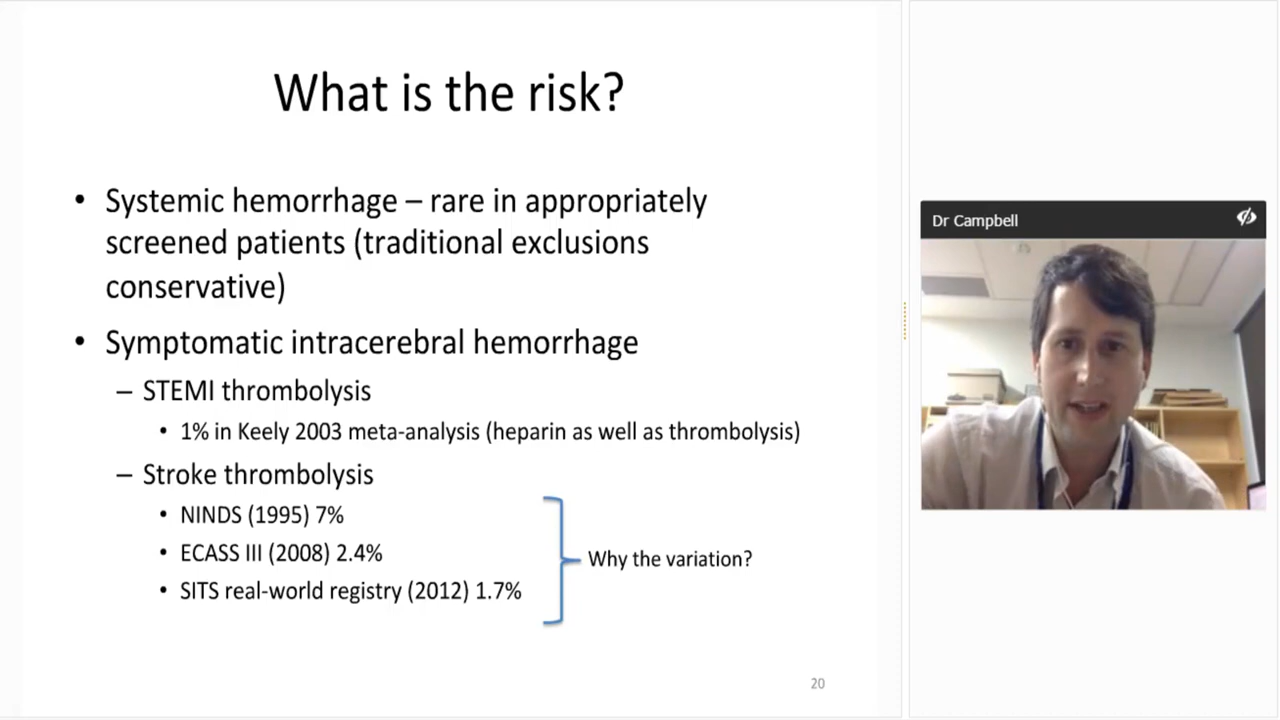 What is the risk?
• Systemic hemorrhage – rare in appropriately
screened patients (traditional exclusions
conservative)
• Symptomatic intracerebral hemorrhage
– STEMI thrombolysis
• 1% in Keely 2003 meta-analysis (heparin as well as thrombolysis)
– Stroke thrombolysis
• NINDS (1995) 7%
• ECASS III (2008) 2.4%
• SITS real-world registry (2012) 1.7%
Why the variation?
20
Dr Campbell